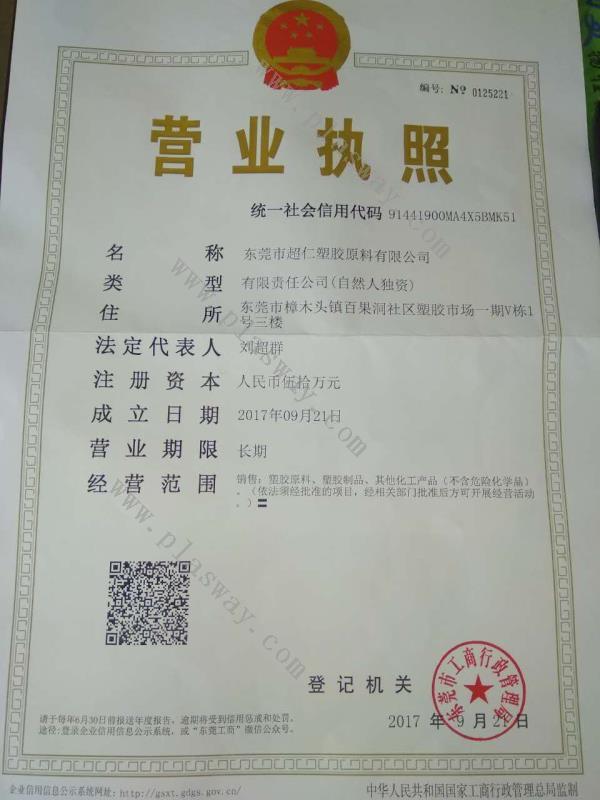 编号: № 0125221
营业执照
统一社会信用代码 91441900MA4X5BMK51
名 称 东莞市超仁塑胶原料有限公司
类 型 有限责任公司(自然人独资)
住 所 东莞市樟木头镇百果洞社区塑胶市场一期V栋1
号三楼
法定代表人 刘超群
注册资本 人民币伍拾万元
成立日期 2017年09月21日
营业期限 长期
经营范围 销售：塑胶原料、塑胶制品、其他化工产品（不含危险化学品）
。（依法须经批准的项目，经相关部门批准后方可开展经营活动
。）〓
www.plasway.com
www.plasway.com
www.plasway.com
登记机关
东莞市工商行政管理局
2017 年 9 月 21 日
请于每年6月30日前报送年度报告，逾期将受到信用惩戒和处罚。
途径:登录企业信用信息公示系统，或“东莞工商”微信公众号。
企业信用信息公示系统网址: http://gsxt.gdgs.gov.cn/
中华人民共和国国家工商行政管理总局监制